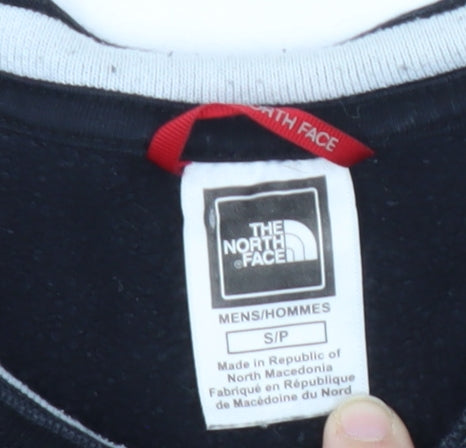 RTH FACE
THE
NORTH
FACE
®
MENS/HOMMES
S/P
Made in Republic of
North Macedonia
Fabriqué en République
de Macédoine du Nord